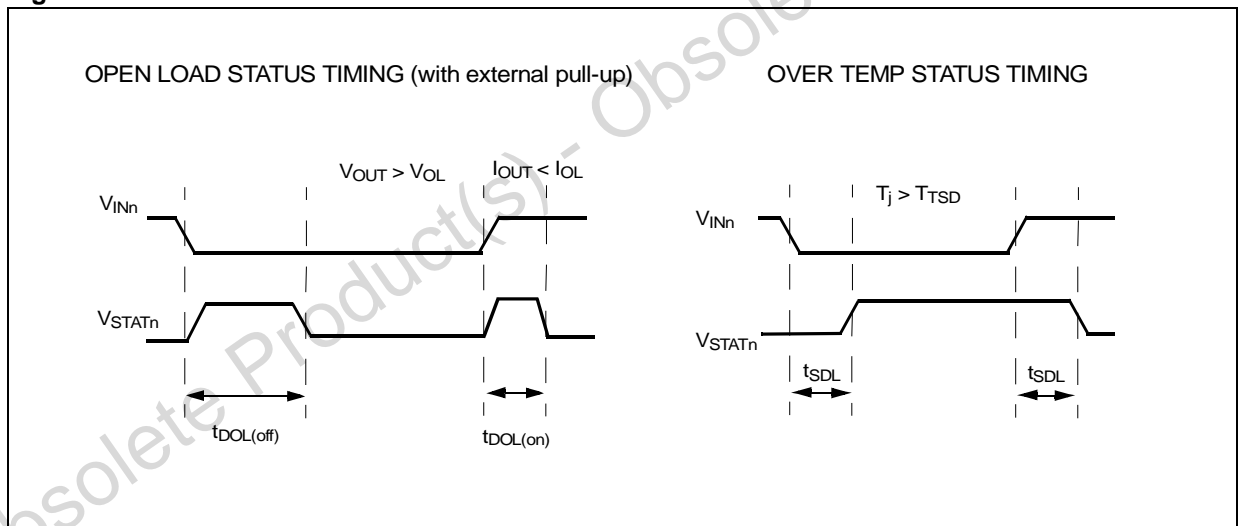 OPEN LOAD STATUS TIMING (with external pull-up)
VOUT > VOL
IOUT < IOL
VINn
VSTATn
tDOL(off)
tDOL(on)
OVER TEMP STATUS TIMING
Tj > TTSD
VINn
VSTATn
tSDL
tSDL
Obsolete Product(s) - Obsole